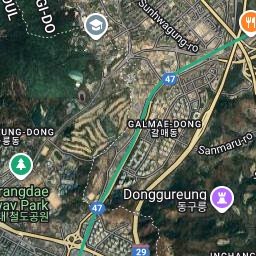 GI-DO
Sunhwagung-ro
47
GALMAE-DONG
갈매동
Sanmaru-ro
UNG-DONG
릉동
Donggureung
동구릉
rangdae
way Park
대철도공원
47
29
INCHANG